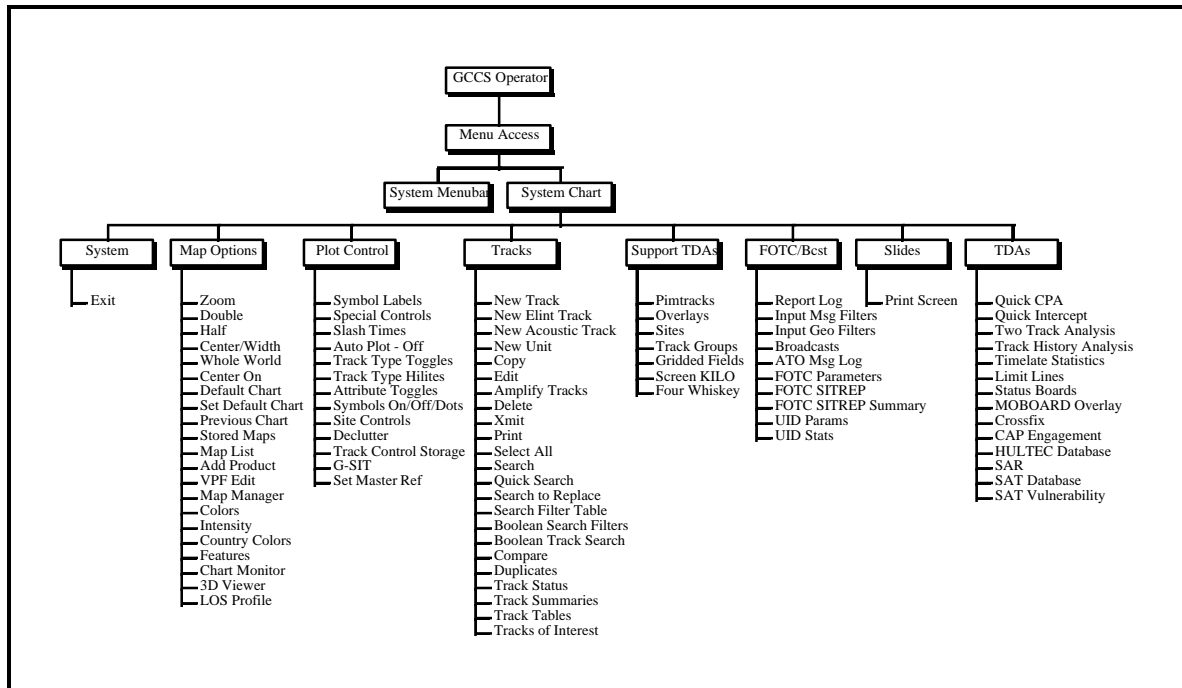 GCCS Operator
Menu Access
System Menubar
System Chart
System
Map Options
Plot Control
Tracks
Support TDAs
FOTC/Bcst
Slides
TDAs
Exit
Zoom
Double
Half
Center/Width
Whole World
Center On
Default Chart
Set Default Chart
Previous Chart
Stored Maps
Map List
Add Product
VPF Edit
Map Manager
Colors
Intensity
Country Colors
Features
Chart Monitor
3D Viewer
LOS Profile
Symbol Labels
Special Controls
Slash Times
Auto Plot - Off
Track Type Toggles
Track Type Hilites
Attribute Toggles
Symbols On/Off/Dots
Site Controls
Declutter
Track Control Storage
G-SIT
Set Master Ref
New Track
New Elint Track
New Acoustic Track
New Unit
Copy
Edit
Amplify Tracks
Delete
Xmit
Print
Select All
Search
Quick Search
Search to Replace
Search Filter Table
Boolean Search Filters
Boolean Track Search
Compare
Duplicates
Track Status
Track Summaries
Track Tables
Tracks of Interest
Pimtracks
Overlays
Sites
Track Groups
Gridded Fields
Screen KILO
Four Whiskey
Report Log
Input Msg Filters
Input Geo Filters
Broadcasts
ATO Msg Log
FOTC Parameters
FOTC SITREP
FOTC SITREP Summary
UID Params
UID Stats
Print Screen
Quick CPA
Quick Intercept
Two Track Analysis
Track History Analysis
Timelate Statistics
Limit Lines
Status Boards
MOBOARD Overlay
Crossfix
CAP Engagement
HULTEC Database
SAR
SAT Database
SAT Vulnerability